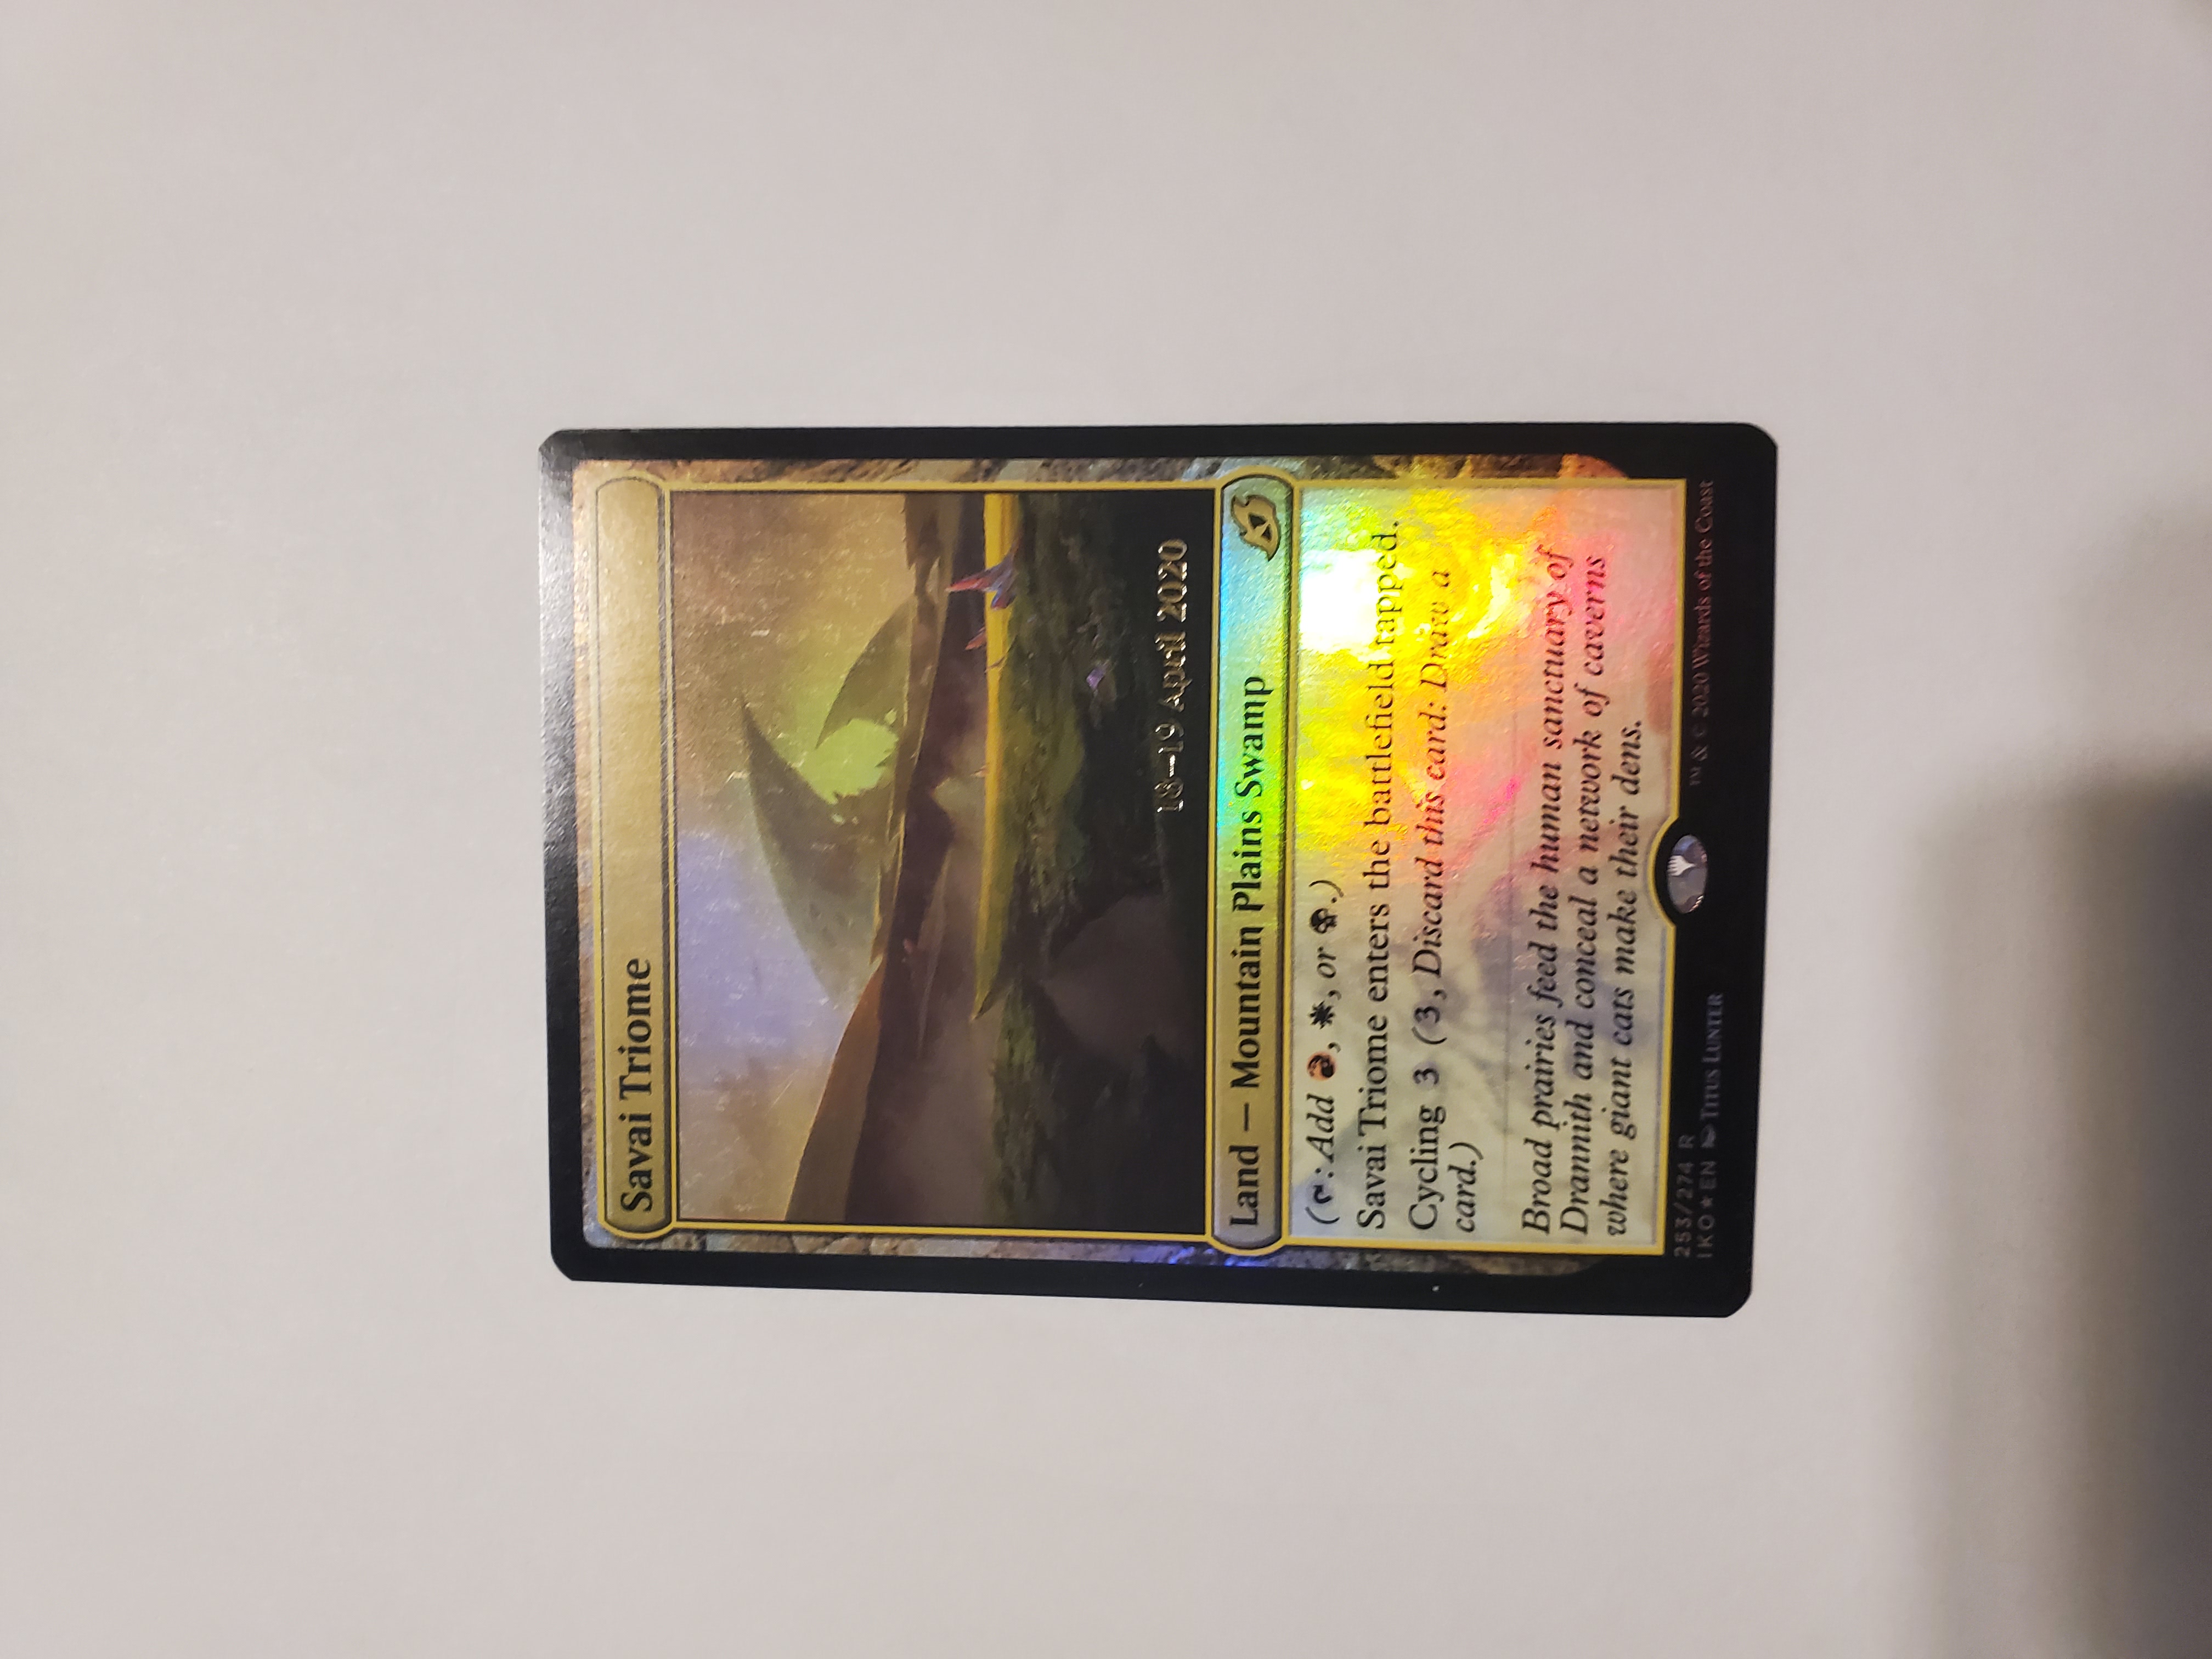 Savai Triome
18–19 April 2020
Land — Mountain Plains Swamp
( : Add , , or .)
Savai Triome enters the battlefield tapped.
Cycling 3 (3, Discard this card: Draw a
card.)
Broad prairies feed the human sanctuary of
Drannith and conceal a network of caverns
where giant cats make their dens.
253/274 R
IKO★EN Titus Lunter
™ & © 2020 Wizards of the Coast